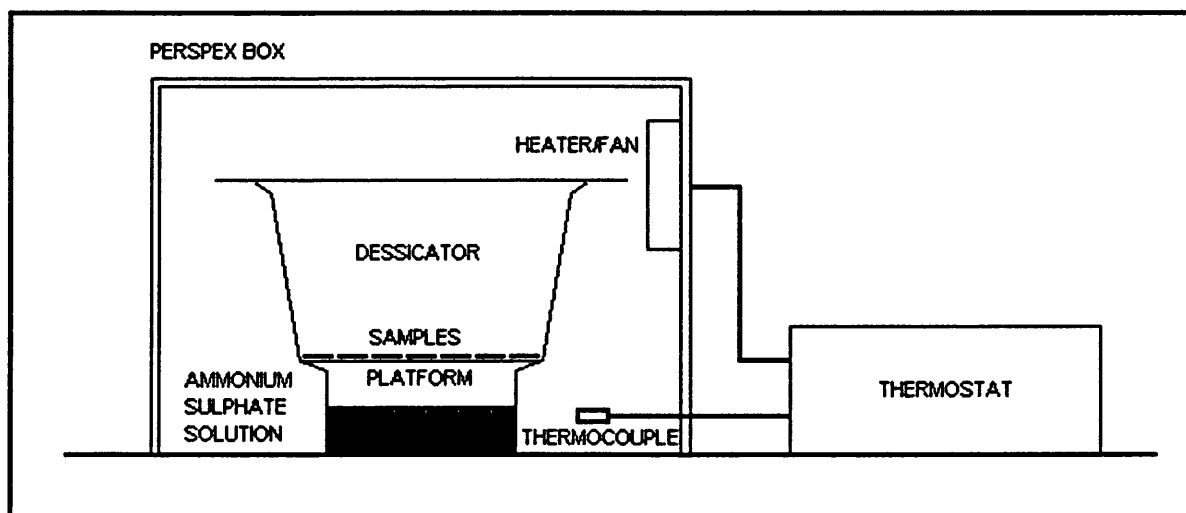 PERSPEX BOX
HEATER/FAN
DESSICATOR
SAMPLES
PLATFORM
AMMONIUM
SULPHATE
SOLUTION
THERMOCOUPLE
THERMOSTAT